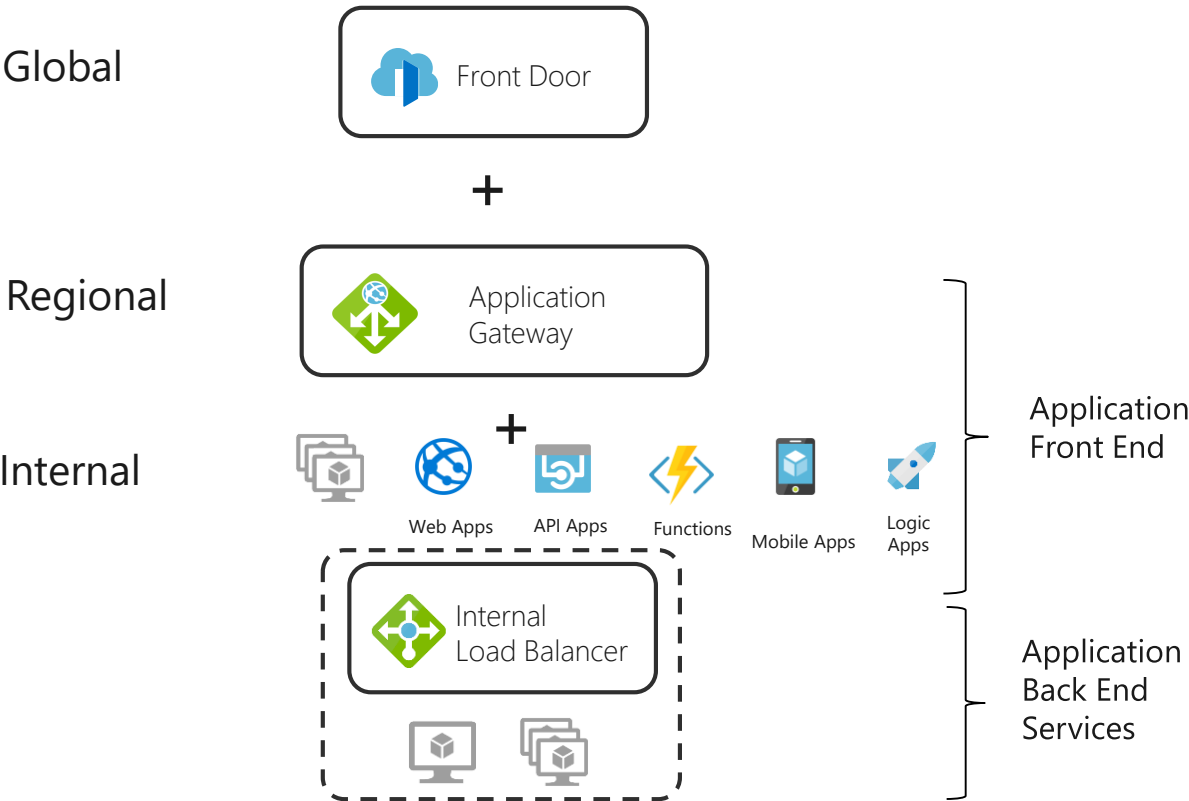 Global
Front Door
+
Regional
Application
Gateway
+
Internal
Web Apps
API Apps
Functions
Mobile Apps
Logic
Apps
Application
Front End
Internal
Load Balancer
Application
Back End
Services